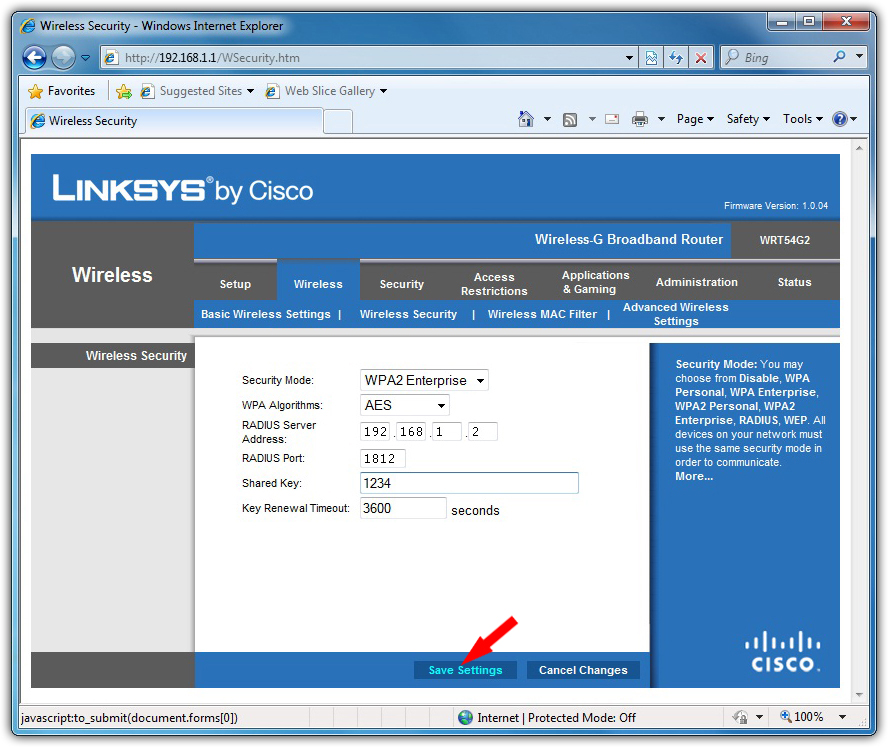 Wireless Security - Windows Internet Explorer
http://192.168.1.1/WSecurity.htm
Bing
Favorites
Suggested Sites
Web Slice Gallery
Wireless Security
Page
Safety
Tools
LINKSYS® by Cisco
Firmware Version: 1.0.04
Wireless-G Broadband Router
WRT54G2
Wireless
Setup
Wireless
Security
Access
Restrictions
Applications
& Gaming
Administration
Status
Basic Wireless Settings |
Wireless Security |
Wireless MAC Filter |
Advanced Wireless
Settings
Wireless Security
Security Mode: WPA2 Enterprise
WPA Algorithms: AES
RADIUS Server
Address:
192 . 168 . 1 . 2
RADIUS Port: 1812
Shared Key: 1234
Key Renewal Timeout: 3600 seconds
Security Mode: You may
choose from Disable, WPA
Personal, WPA Enterprise,
WPA2 Personal, WPA2
Enterprise, RADIUS, WEP. All
devices on your network must
use the same security mode in
order to communicate.
More...
Save Settings
Cancel Changes
CISCO.
javascript:to_submit(document.forms[0])
Internet | Protected Mode: Off
100%